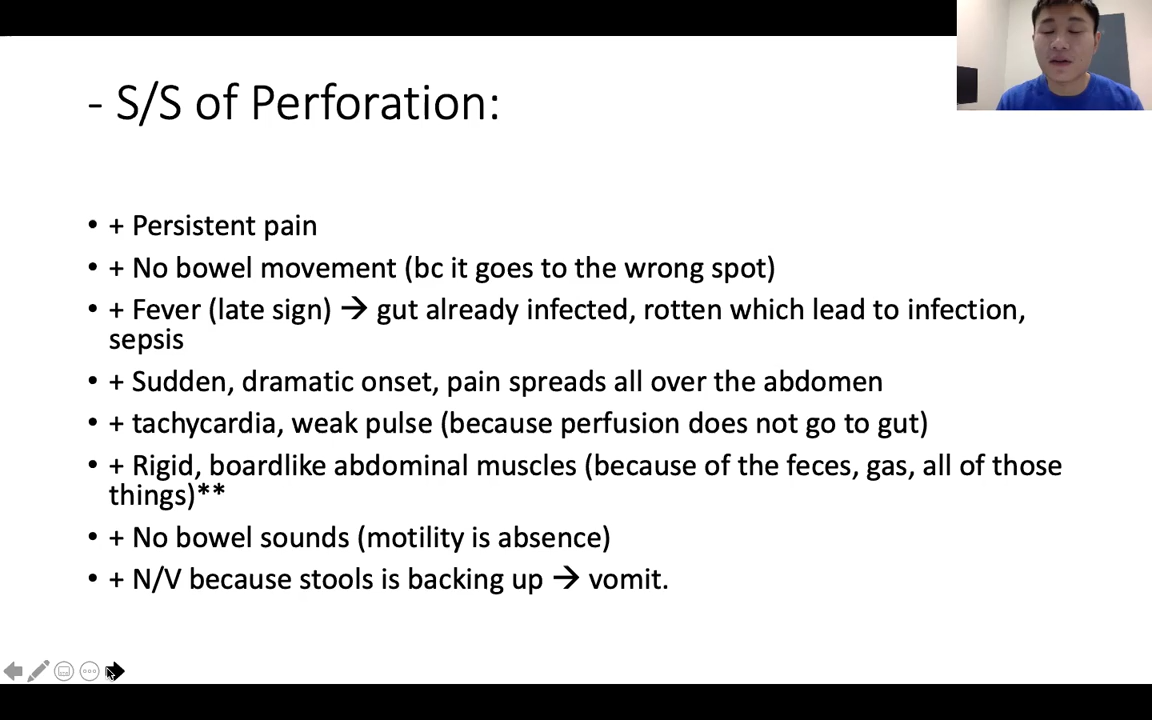 - S/S of Perforation:
• + Persistent pain
• + No bowel movement (bc it goes to the wrong spot)
• + Fever (late sign) → gut already infected, rotten which lead to infection,
sepsis
• + Sudden, dramatic onset, pain spreads all over the abdomen
• + tachycardia, weak pulse (because perfusion does not go to gut)
• + Rigid, boardlike abdominal muscles (because of the feces, gas, all of those
things)**
• + No bowel sounds (motility is absence)
• + N/V because stools is backing up → vomit.